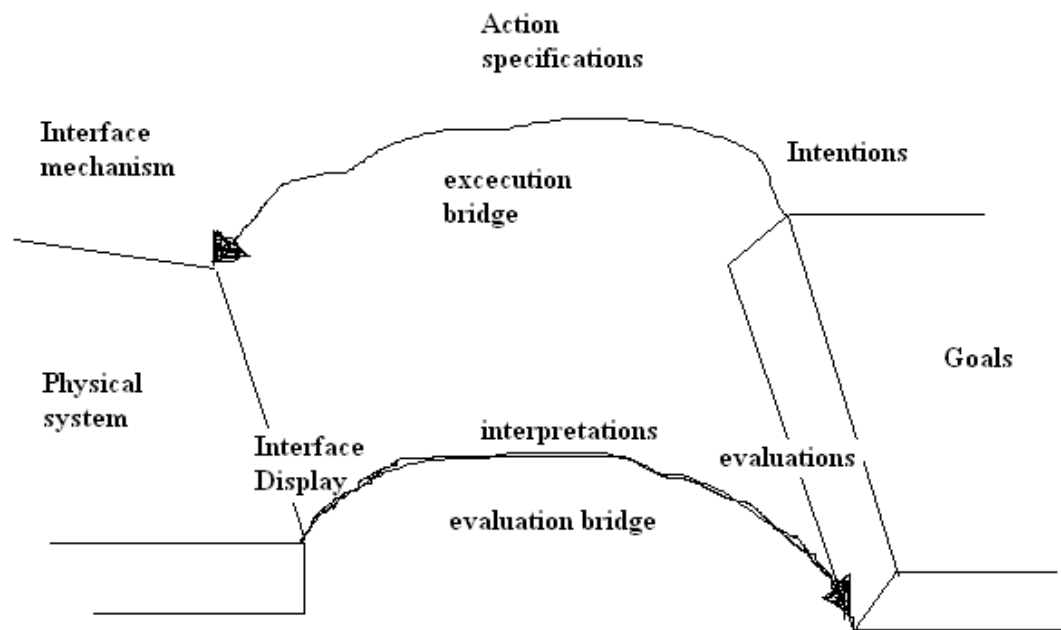 Action
specifications
Interface
mechanism
Intentions
excecution
bridge
Goals
Physical
system
interpretations
Interface
Display
evaluations
evaluation bridge